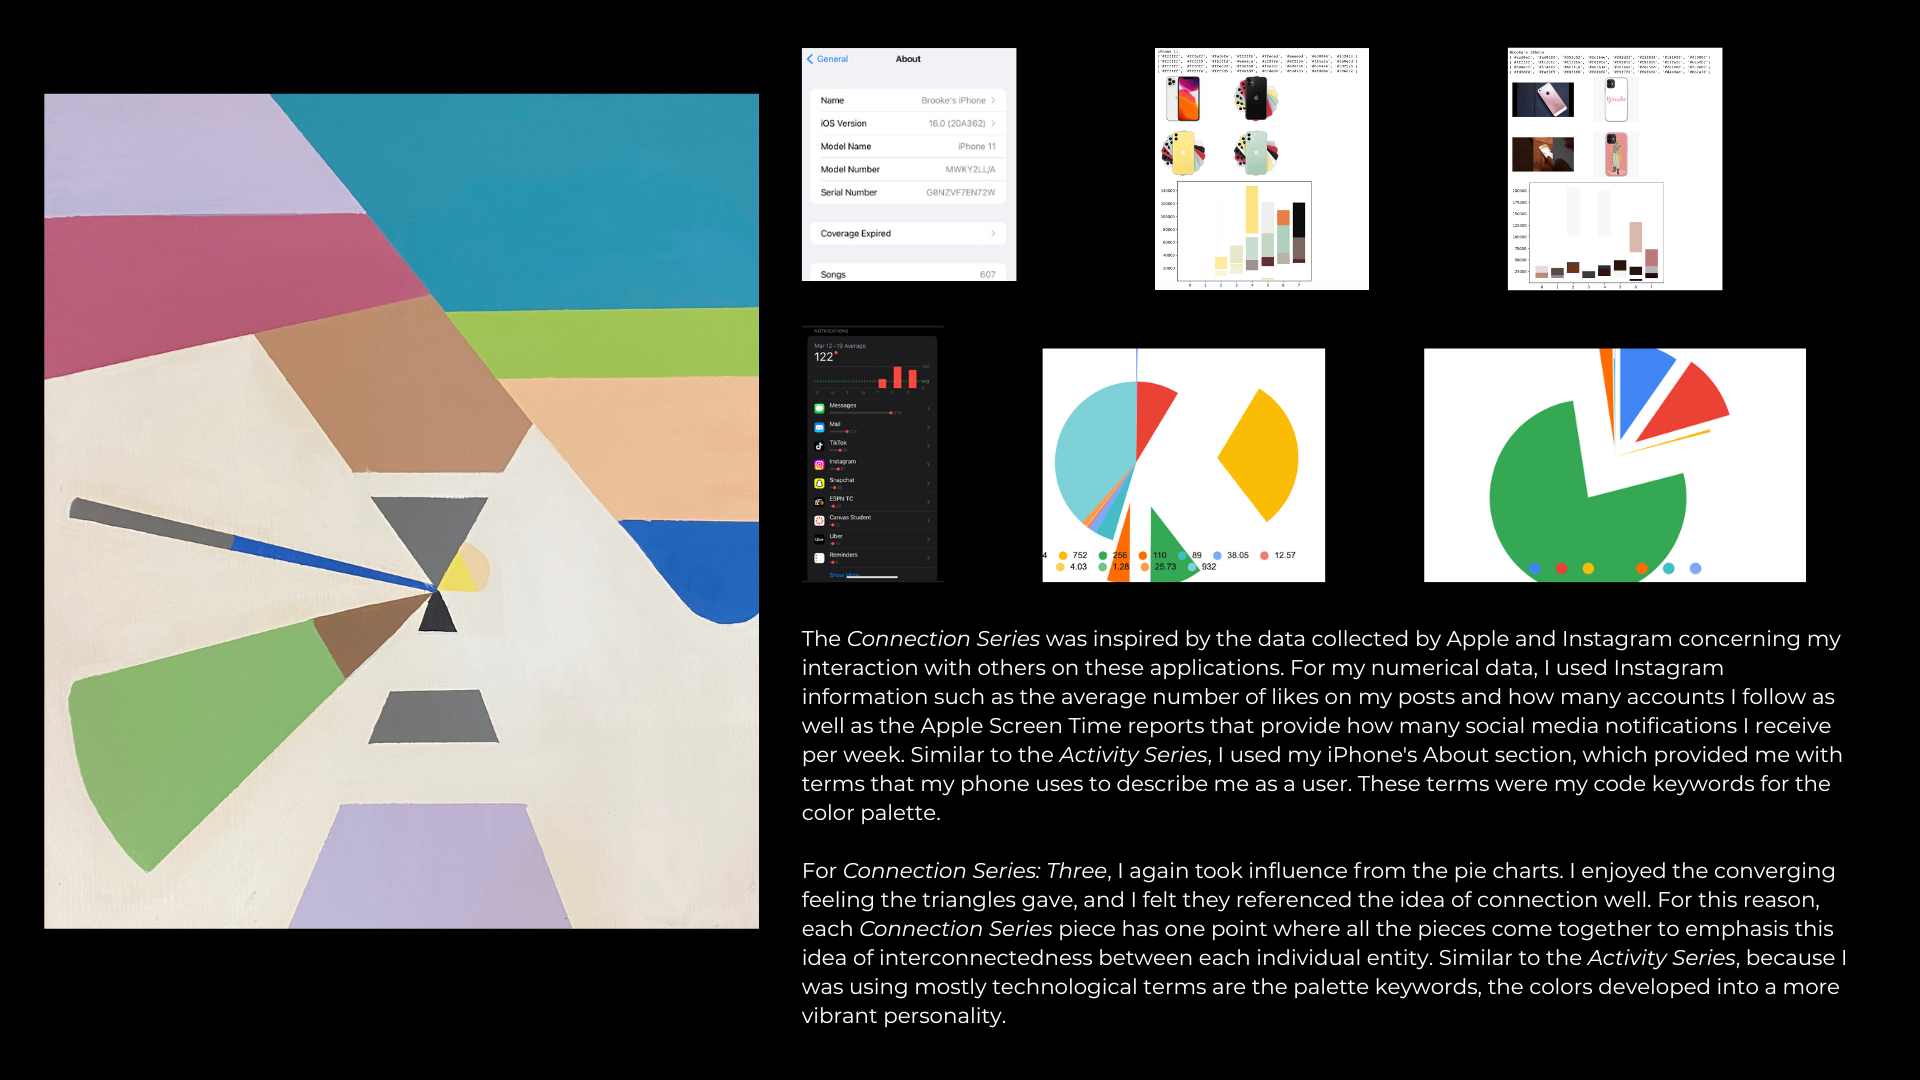 General
About
Name Brooke's iPhone
iOS Version 16.0 (20A362)
Model Name iPhone 11
Model Number MWKY2LL/A
Serial Number G0NZVF7EN72W
Coverage Expired
Songs 607
iPhone 11
Brooke's iPhone
NOTIFICATIONS
Mar 12–19 Average
122
Messages
Mail
TikTok
Instagram
Snapchat
ESPN TC
Canvas Student
Uber
Reminders
4 752 256 110 89 38.05 12.57
4.03 1.28 25.73 932
The Connection Series was inspired by the data collected by Apple and Instagram concerning my
interaction with others on these applications. For my numerical data, I used Instagram
information such as the average number of likes on my posts and how many accounts I follow as
well as the Apple Screen Time reports that provide how many social media notifications I receive
per week. Similar to the Activity Series, I used my iPhone's About section, which provided me with
terms that my phone uses to describe me as a user. These terms were my code keywords for the
color palette.
For Connection Series: Three, I again took influence from the pie charts. I enjoyed the converging
feeling the triangles gave, and I felt they referenced the idea of connection well. For this reason,
each Connection Series piece has one point where all the pieces come together to emphasis this
idea of interconnectedness between each individual entity. Similar to the Activity Series, because I
was using mostly technological terms are the palette keywords, the colors developed into a more
vibrant personality.